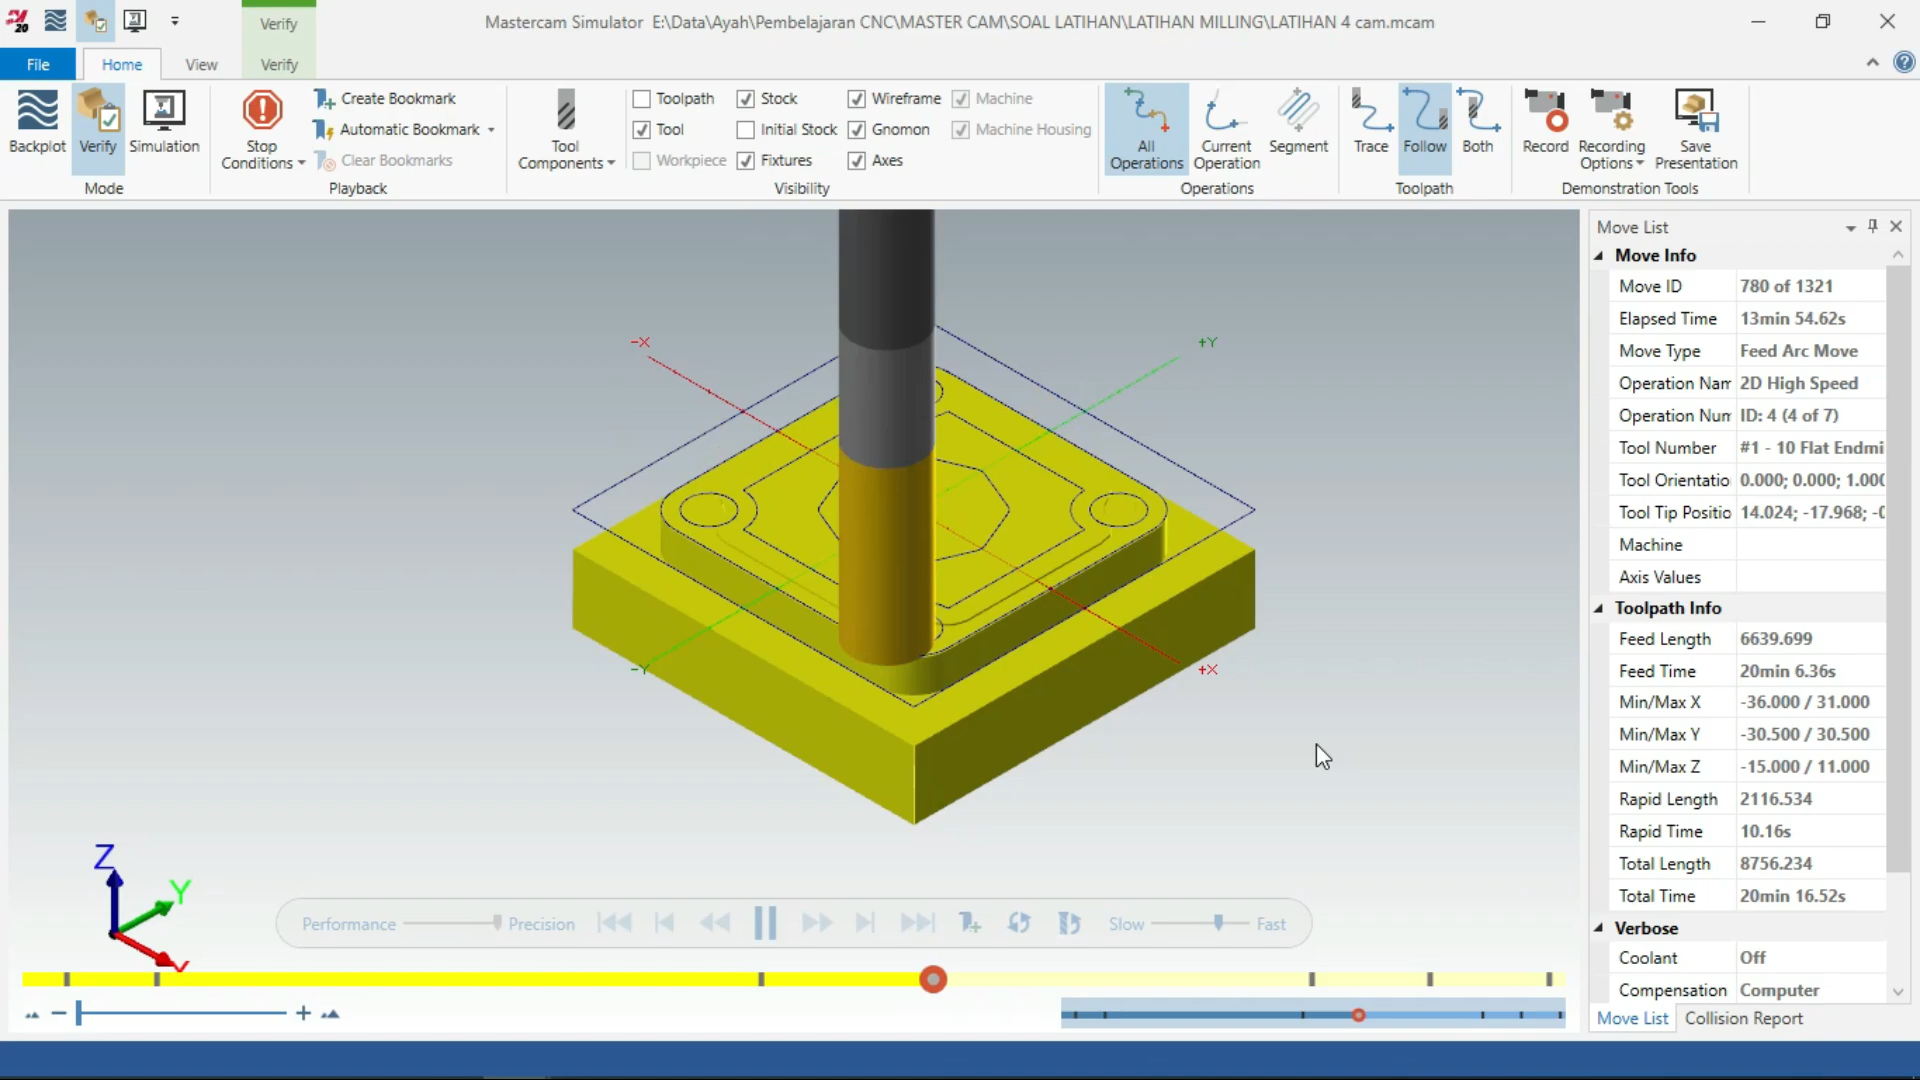 20
Verify
Mastercam Simulator E:\Data\Ayah\Pembelajaran CNC\MASTER CAM\SOAL LATIHAN\LATIHAN MILLING\LATIHAN 4 cam.mcam
File Home View Verify
Backplot Verify Simulation
Mode
Stop Conditions
Create Bookmark
Automatic Bookmark
Clear Bookmarks
Playback
Tool Components
Toolpath Stock Wireframe Machine
Tool Initial Stock Gnomon Machine Housing
Workpiece Fixtures Axes
Visibility
All Operations
Current Operation
Segment
Operations
Trace Follow Both
Toolpath
Record
Recording Options
Save Presentation
Demonstration Tools
-X
+Y
-Y
+X
Z
Y
Performance Precision Slow Fast
Move List
Move Info
Move ID 780 of 1321
Elapsed Time 13min 54.62s
Move Type Feed Arc Move
Operation Nam 2D High Speed
Operation Num ID: 4 (4 of 7)
Tool Number #1 - 10 Flat Endmi
Tool Orientatio 0.000; 0.000; 1.000
Tool Tip Positio 14.024; -17.968; -0
Machine
Axis Values
Toolpath Info
Feed Length 6639.699
Feed Time 20min 6.36s
Min/Max X -36.000 / 31.000
Min/Max Y -30.500 / 30.500
Min/Max Z -15.000 / 11.000
Rapid Length 2116.534
Rapid Time 10.16s
Total Length 8756.234
Total Time 20min 16.52s
Verbose
Coolant Off
Compensation Computer
Move List Collision Report